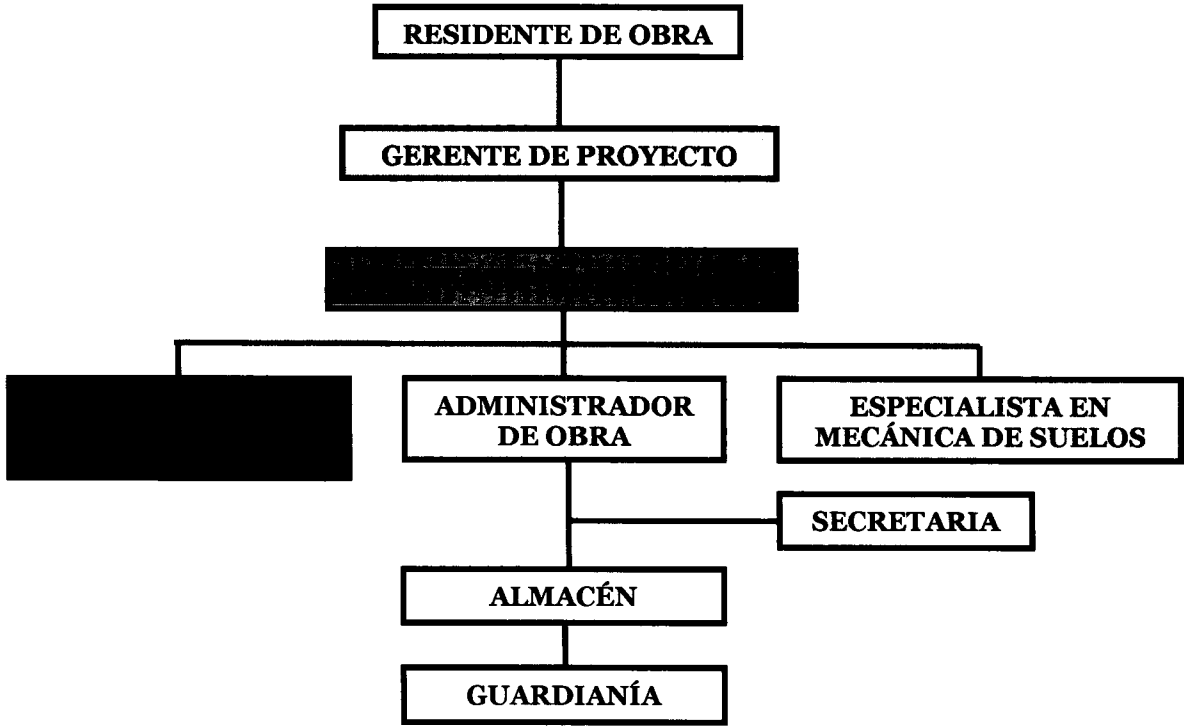 RESIDENTE DE OBRA
GERENTE DE PROYECTO
ADMINISTRADOR
DE OBRA
ESPECIALISTA EN
MECÁNICA DE SUELOS
SECRETARIA
ALMACÉN
GUARDIANÍA